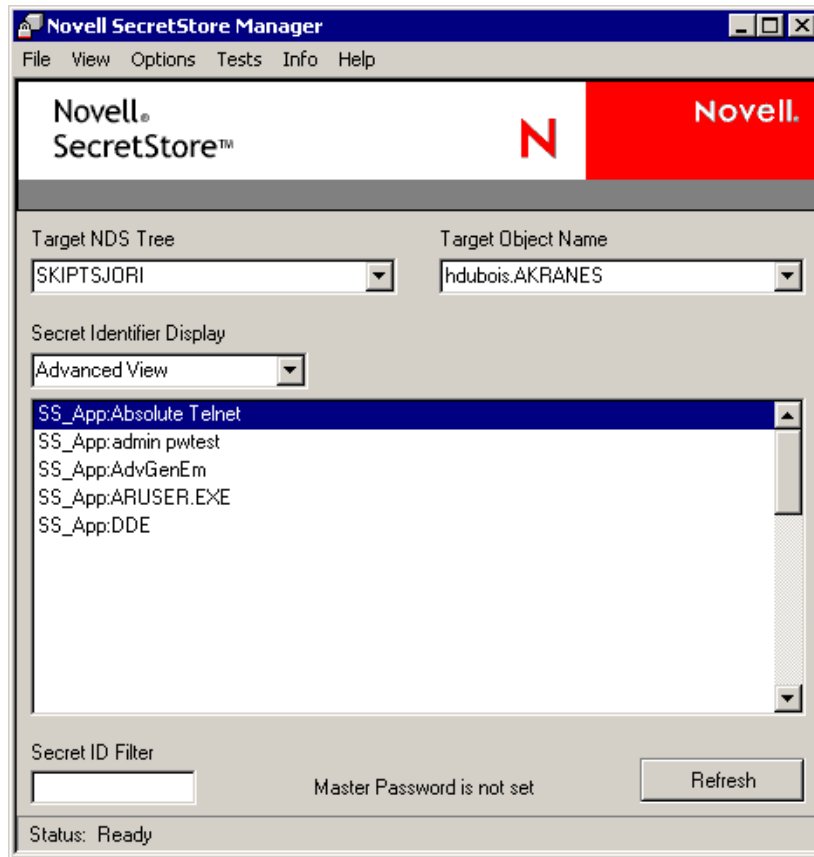 Novell SecretStore Manager
File View Options Tests Info Help
Novell®
SecretStore™
N
Novell.
Target NDS Tree
Target Object Name
SKIPTSJORI
hdubois.AKRANES
Secret Identifier Display
Advanced View
SS_App:Absolute Telnet
SS_App:admin pwtest
SS_App:AdvGenEm
SS_App:ARUSER.EXE
SS_App:DDE
Secret ID Filter
Master Password is not set
Refresh
Status: Ready